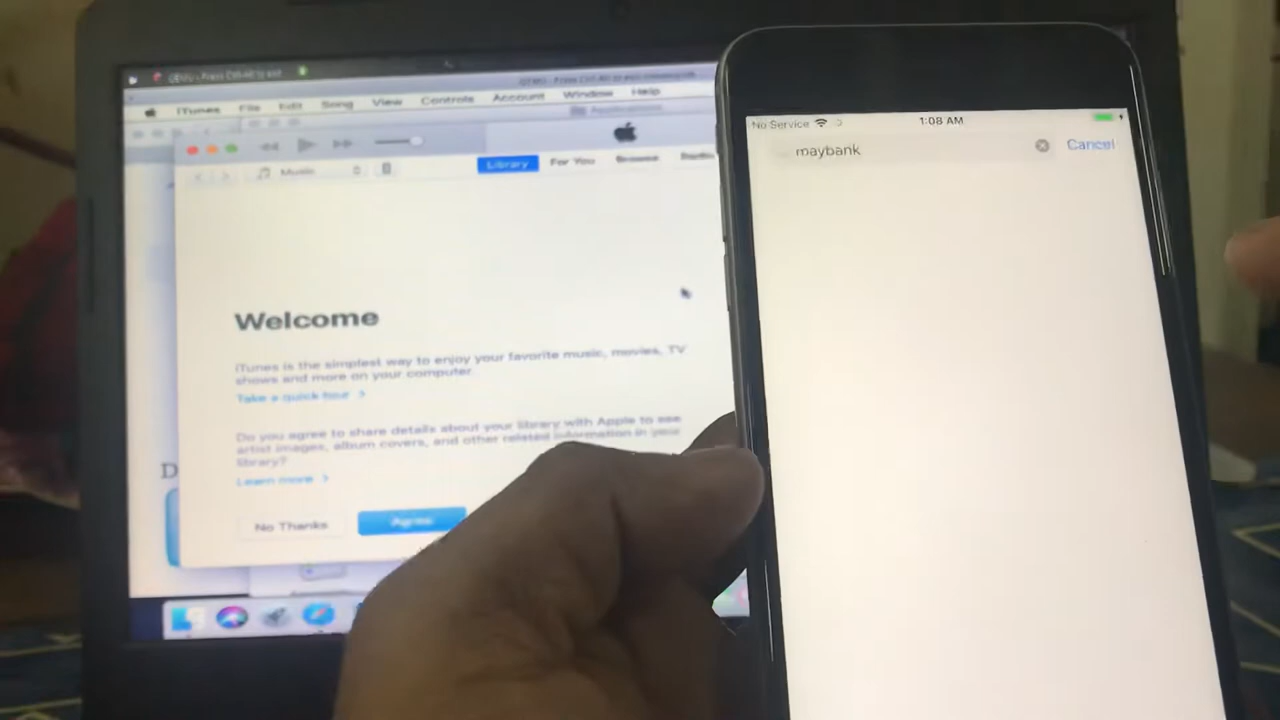 iTunes File Edit Song View Controls Account Window Help
Applications
Music
Library For You Browse Radio
Welcome
iTunes is the simplest way to enjoy your favorite music, movies, TV
shows and more on your computer.
Take a quick tour >
Do you agree to share details about your library with Apple to see
artist images, album covers, and other related information in your
library?
Learn more >
No Thanks Agree
D
No Service 1:08 AM
maybank Cancel